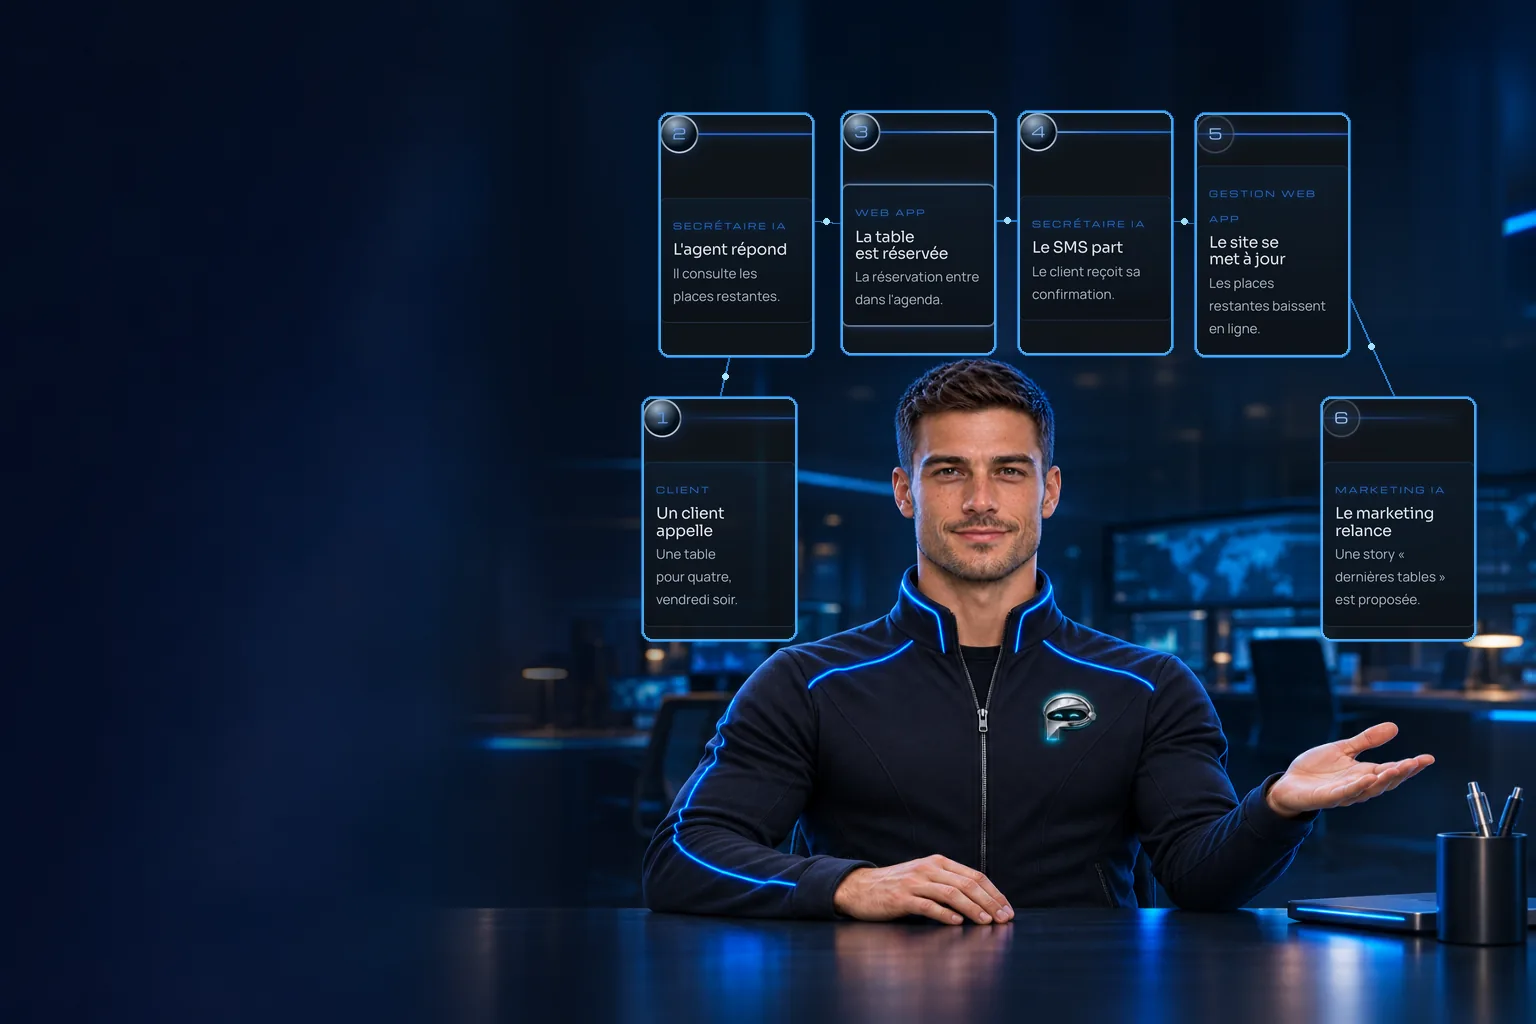 2
SECRÉTAIRE IA
L'agent répond
Il consulte les
places restantes.
3
WEB APP
La table
est réservée
La réservation entre
dans l'agenda.
4
SECRÉTAIRE IA
Le SMS part
Le client reçoit sa
confirmation.
5
GESTION WEB
APP
Le site se
met à jour
Les places
restantes baissent
en ligne.
1
CLIENT
Un client
appelle
Une table
pour quatre,
vendredi soir.
6
MARKETING IA
Le marketing
relance
Une story «
dernières tables »
est proposée.